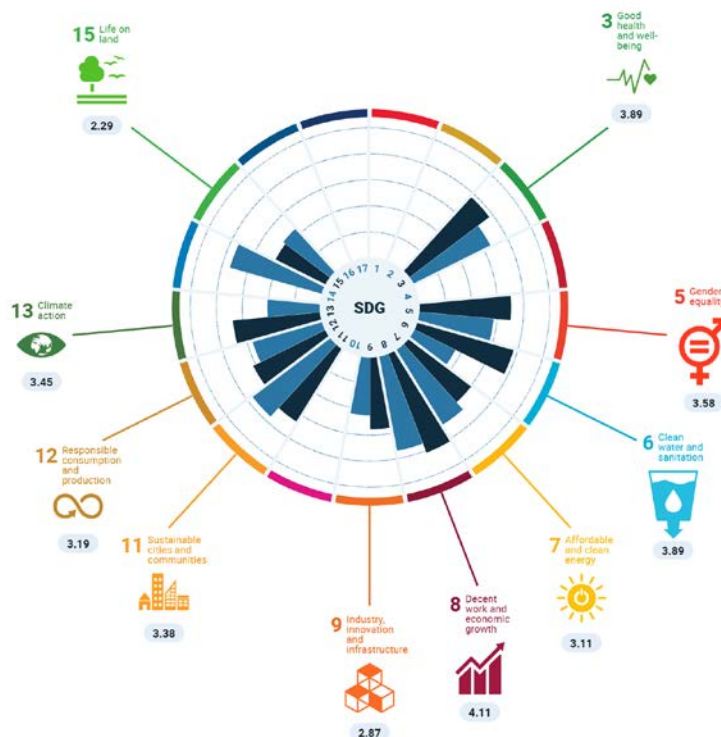 15 Life on
land
2.29
3 Good
health
and well-
being
3.89
SDG
1
2
3
4
5
6
7
8
9
10
11
12
13
14
15
16
17
5 Gender
equality
3.58
6 Clean
water and
sanitation
3.89
7 Affordable
and clean
energy
3.11
8 Decent
work and
economic
growth
4.11
9 Industry,
innovation
and
infrastructure
2.87
11 Sustainable
cities and
communities
3.38
12 Responsible
consumption
and
production
3.19
13 Climate
action
3.45